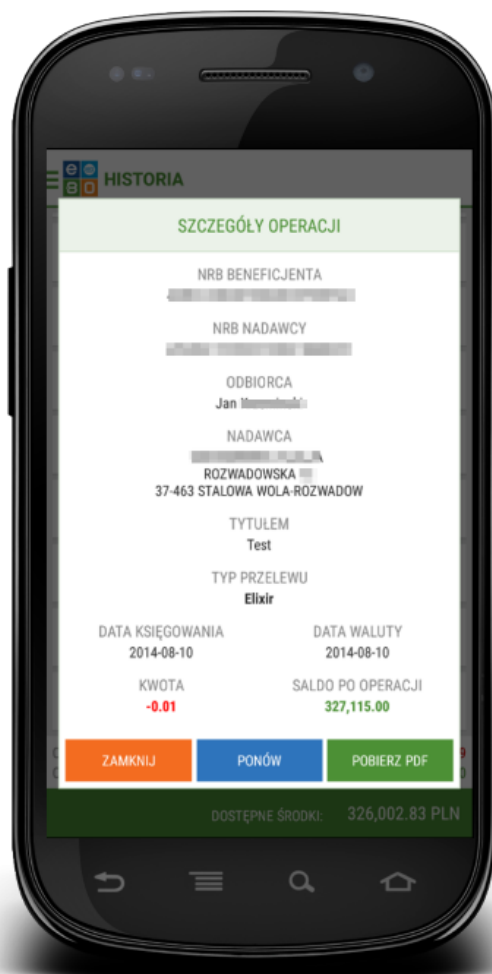 HISTORIA
SZCZEGÓŁY OPERACJI
NRB BENEFICJENTA
NRB NADAWCY
ODBIORCA
Jan
NADAWCA
ROZWADOWSKA
37-463 STALOWA WOLA-ROZWADOW
TYTUŁEM
Test
TYP PRZELEWU
Elixir
DATA KSIĘGOWANIA DATA WALUTY
2014-08-10 2014-08-10
KWOTA SALDO PO OPERACJI
-0.01 327,115.00
ZAMKNIJ PONÓW POBIERZ PDF
DOSTĘPNE ŚRODKI: 326,002.83 PLN